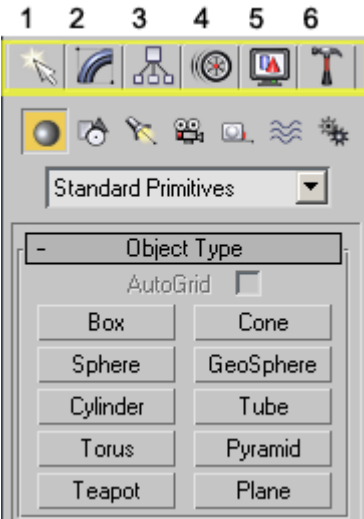 1 2 3 4 5 6
Standard Primitives
- Object Type
AutoGrid
Box Cone
Sphere GeoSphere
Cylinder Tube
Torus Pyramid
Teapot Plane